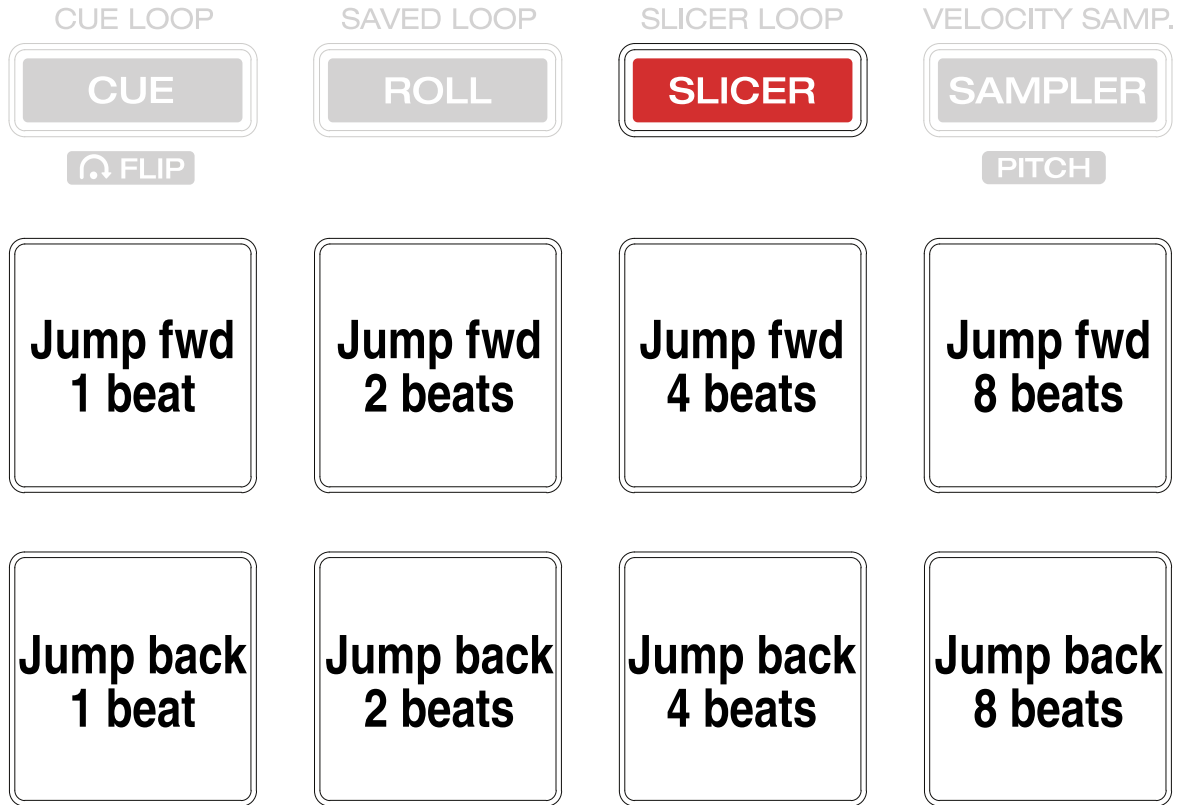 CUE LOOP SAVED LOOP SLICER LOOP VELOCITY SAMP.
CUE ROLL SLICER SAMPLER
FLIP PITCH
Jump fwd Jump fwd Jump fwd Jump fwd
1 beat 2 beats 4 beats 8 beats
Jump back Jump back Jump back Jump back
1 beat 2 beats 4 beats 8 beats